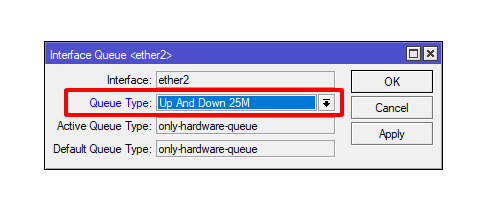 Interface Queue <ether2>
Interface: ether2
OK
Queue Type: Up And Down 25M
Cancel
Active Queue Type: only-hardware-queue
Apply
Default Queue Type: only-hardware-queue